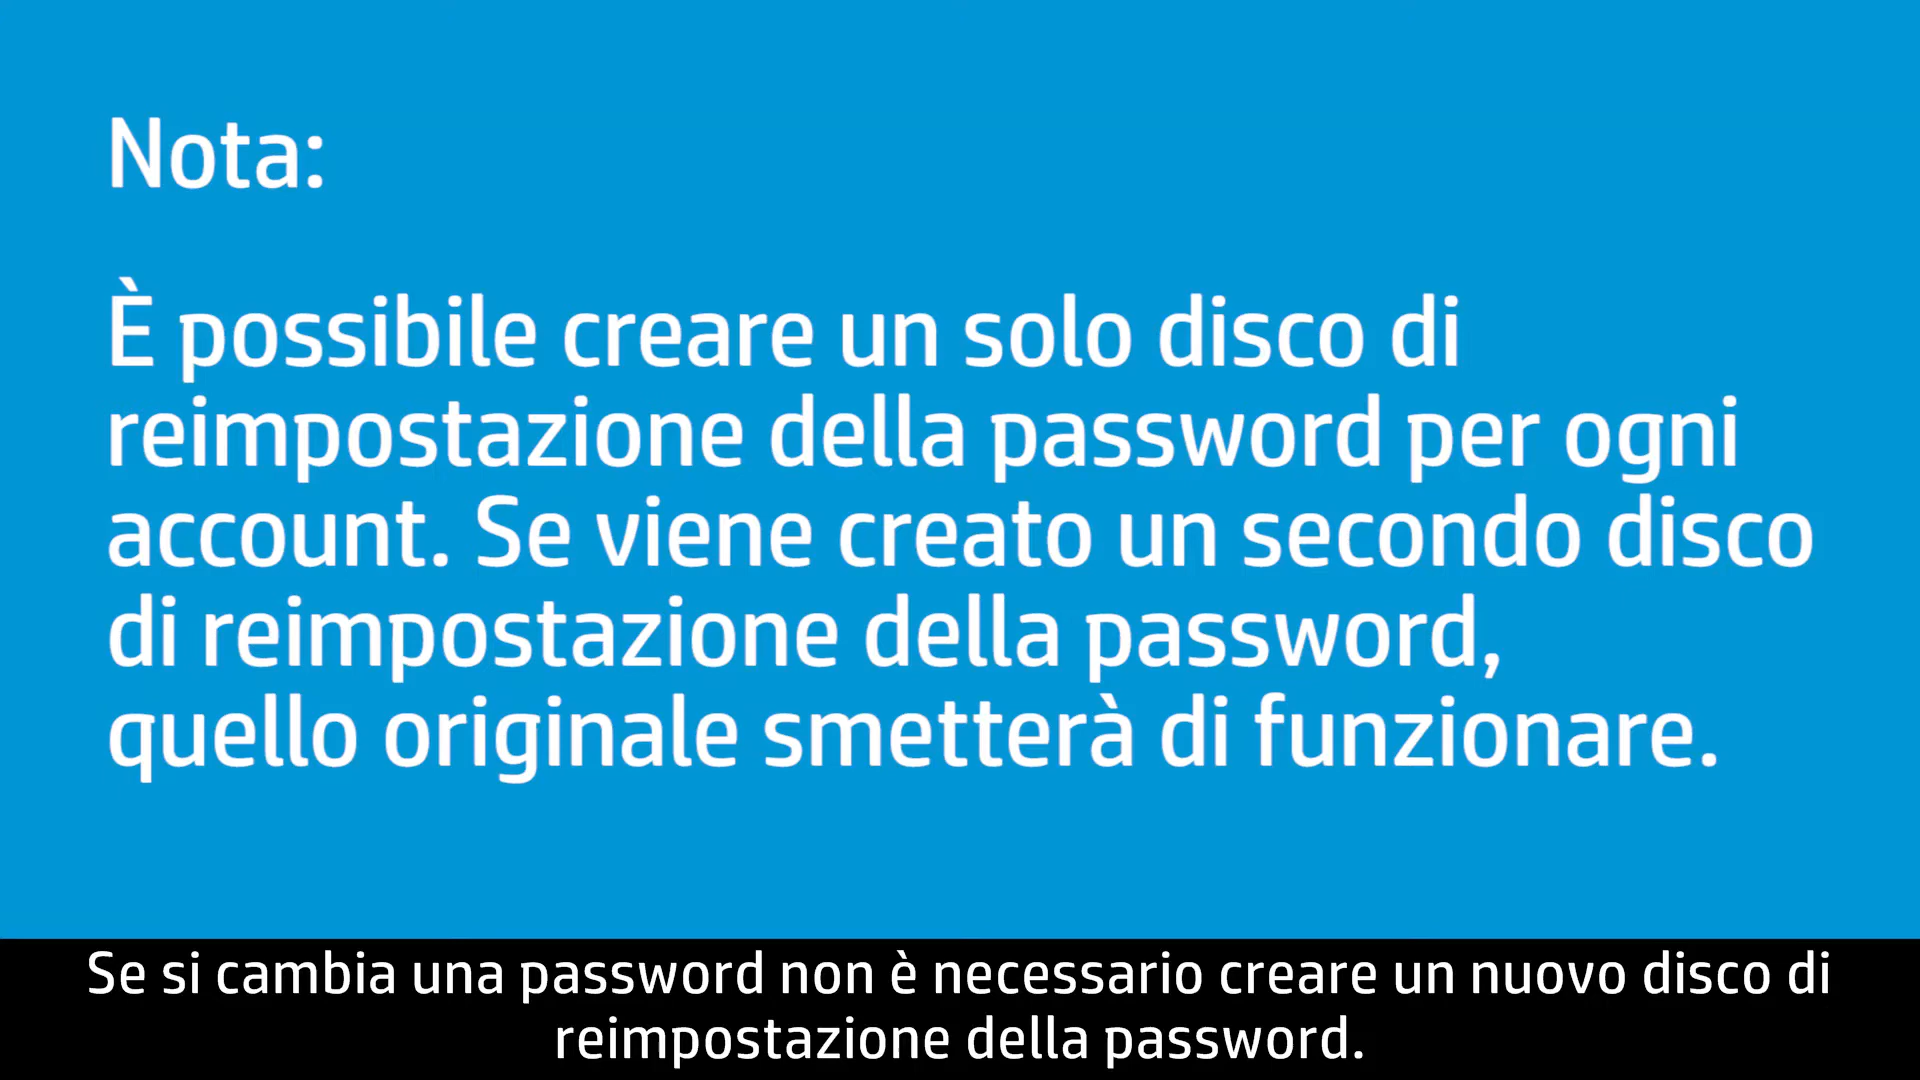 Nota:
È possibile creare un solo disco di
reimpostazione della password per ogni
account. Se viene creato un secondo disco
di reimpostazione della password,
quello originale smetterà di funzionare.
Se si cambia una password non è necessario creare un nuovo disco di
reimpostazione della password.